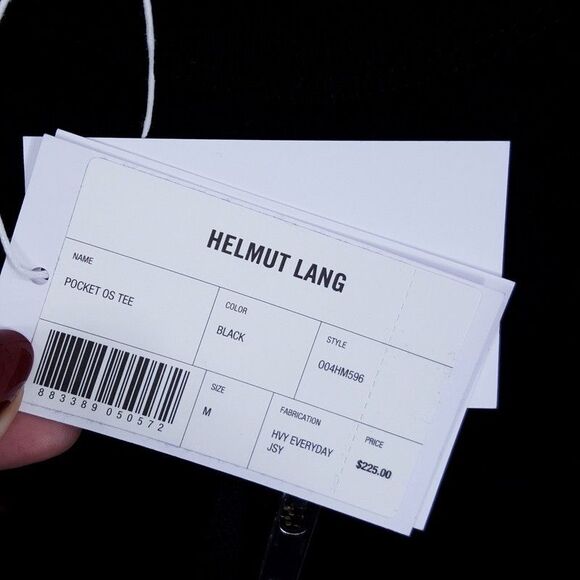 HELMUT LANG
NAME
POCKET OS TEE
COLOR
BLACK
STYLE
004HM596
883389050572
SIZE
M
FABRICATION
HVY EVERYDAY
JSY
PRICE
$225.00